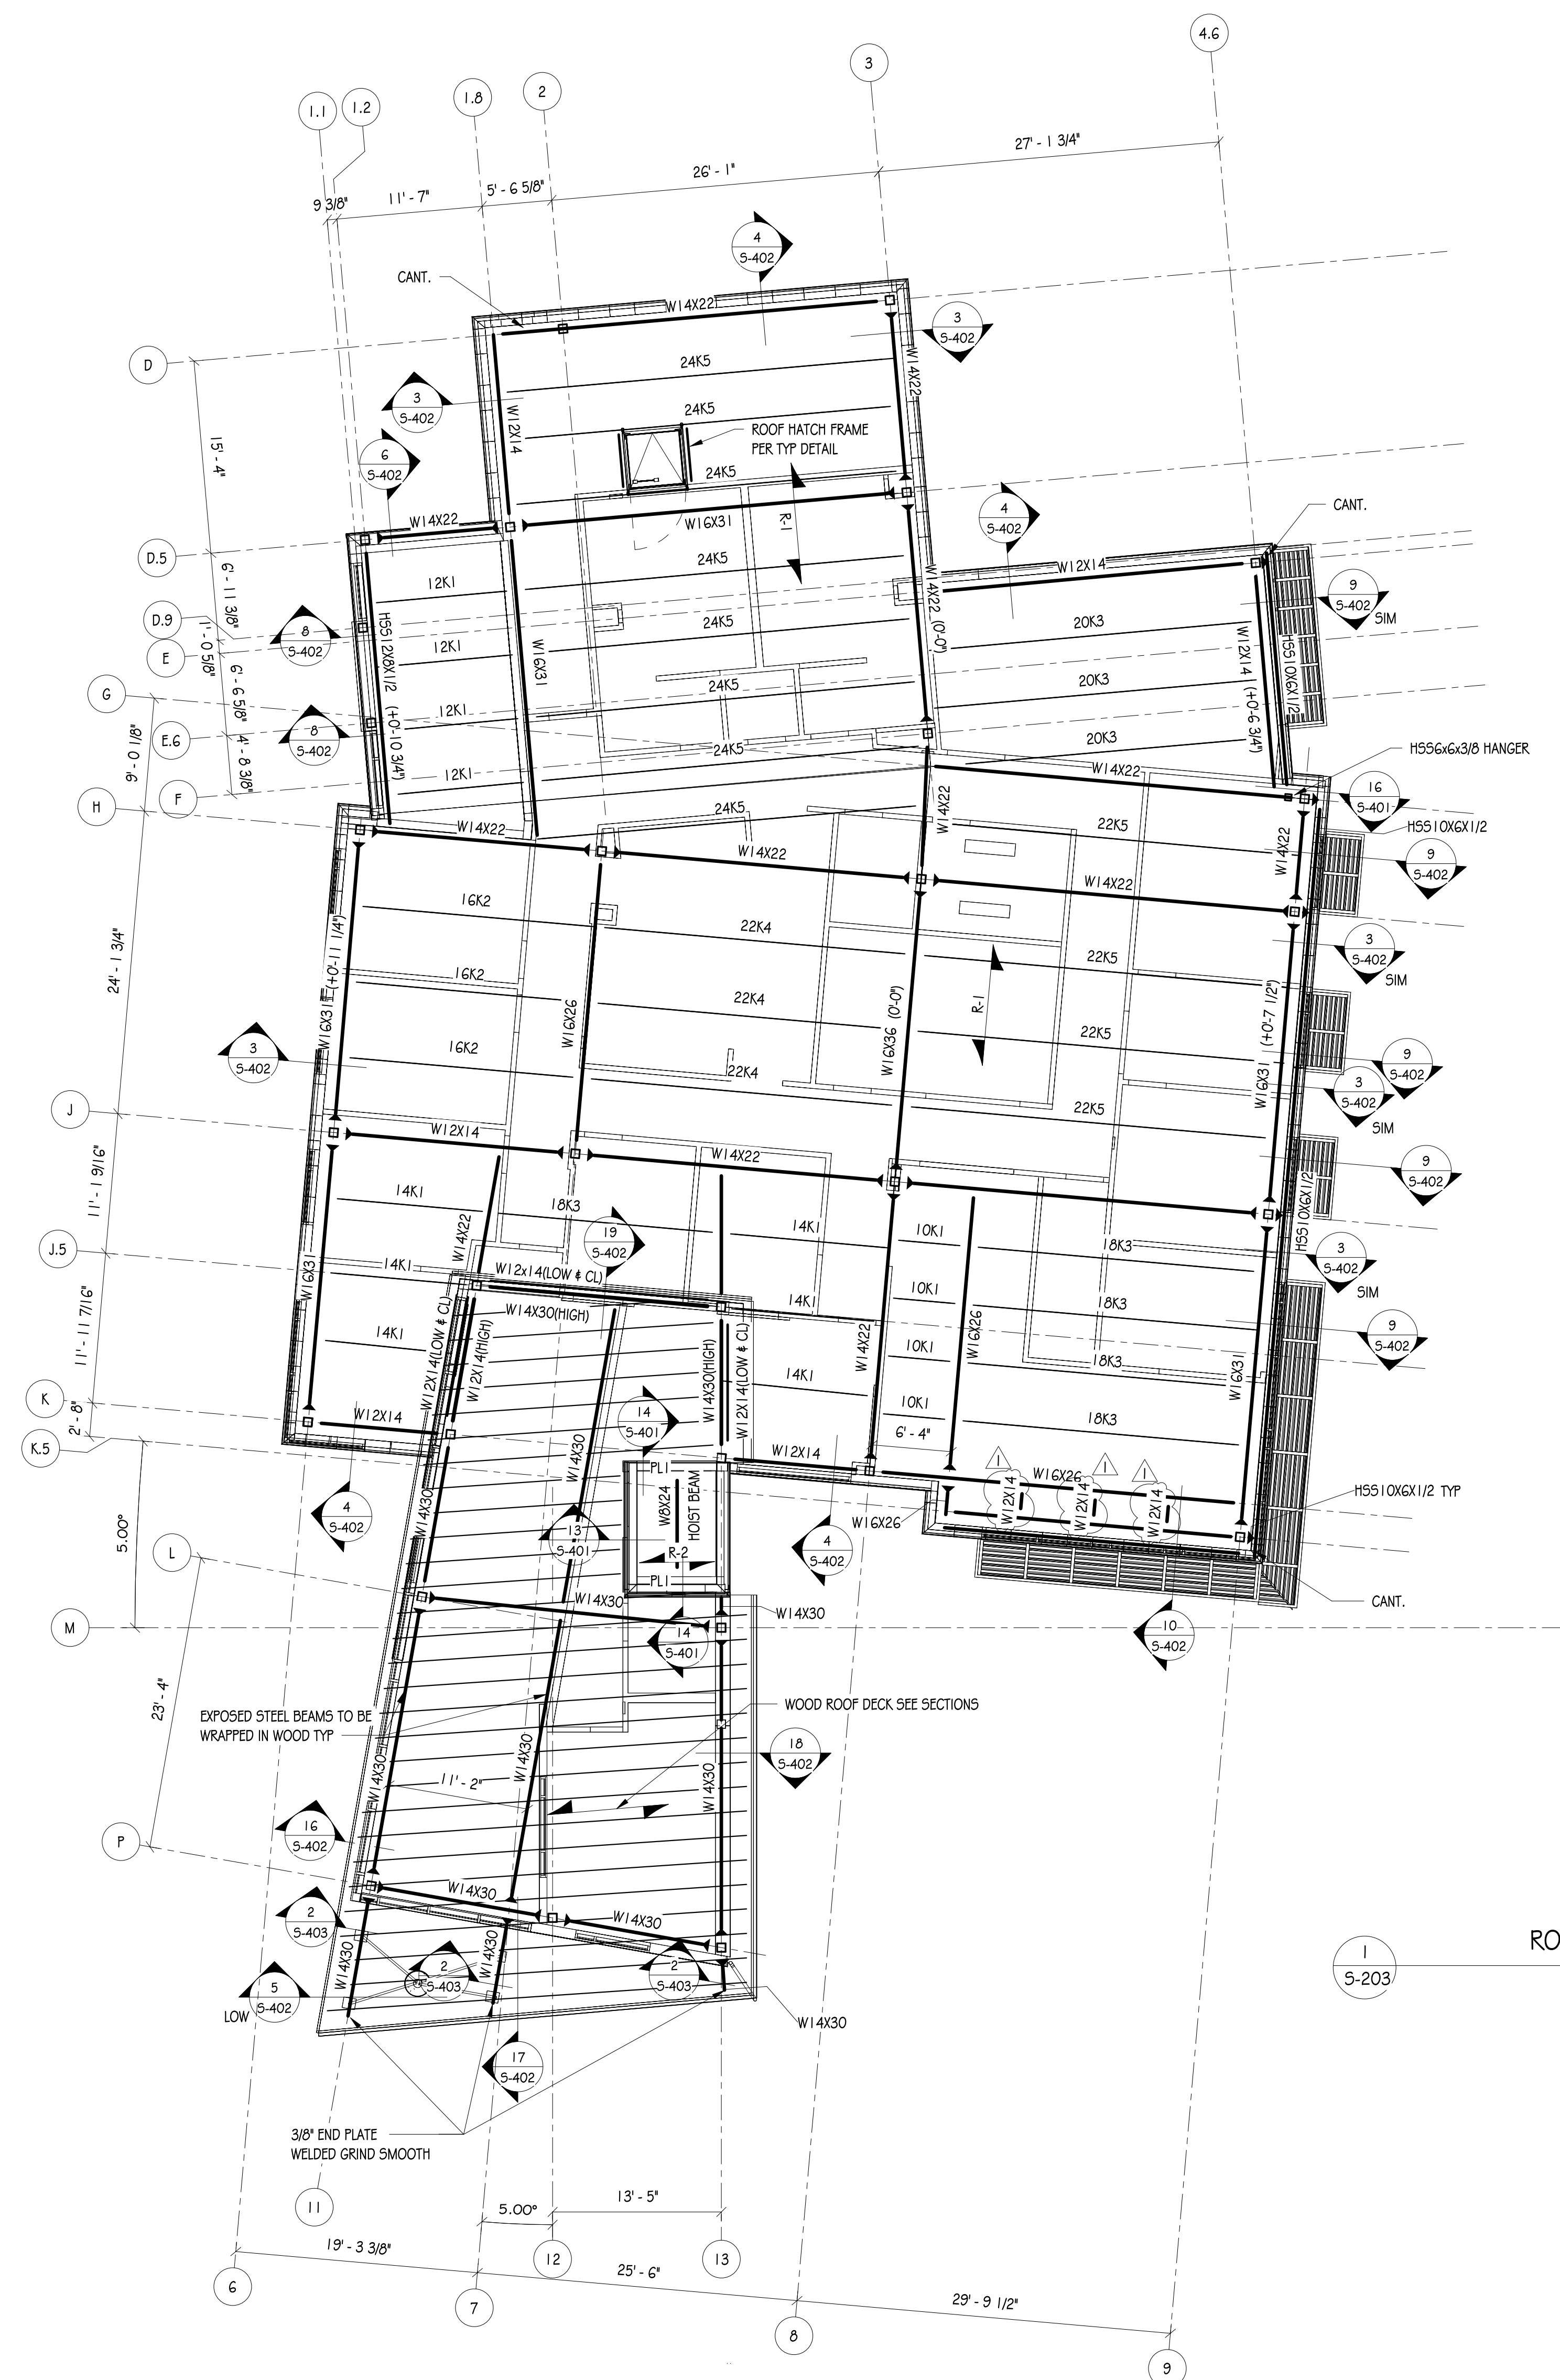 4.6
3
2
1.8
1.2
1.1
27' - 1 3/4"
26' - 1"
5' - 6 5/8"
11' - 7"
9 3/8"
4
S-402
CANT.
W14X22
3
S-402
D
24K5
W14X22
3
S-402
W12X14
24K5
ROOF HATCH FRAME
PER TYP DETAIL
15' - 4"
6
S-402
24K5
CANT.
W14X22
W16X31
R-1
4
S-402
D.5
24K5
W12X14
6' - 11 3/8"
12K1
9
S-402
SIM
D.9
8
S-402
HSS12X8X1/2 (+0'-10 3/4")
24K5
W14X22 (0'-0")
20K3
1' - 0 5/8"
E
12K1
W16X31
W12X14 (+0'-6 3/4")
HSS10X6X1/2
G
24K5
20K3
6' - 6 5/8"
12K1
E.6
8
S-402
24K5
20K3
HSS6x6x3/8 HANGER
9' - 0 1/8"
4' - 8 3/8"
12K1
W14X22
F
16
S-401
H
24K5
W14X22
22K5
HSS10X6X1/2
W14X22
W14X22
W14X22
W14X22
9
S-402
16K2
22K4
22K5
3
S-402
SIM
24' - 1 3/4"
W16X31 (+0'-11 1/4")
16K2
22K4
R-1
W16X26
W16X36 (0'-0")
22K5
W16X31 (+0'-7 1/2")
3
S-402
16K2
22K4
9
S-402
3
S-402
SIM
J
22K5
W12X14
W14X22
9
S-402
11' - 1 9/16"
14K1
18K3
14K1
10K1
18K3
HSS10X6X1/2
J.5
W14X22
19
S-402
3
S-402
SIM
14K1
W12x14(LOW & CL)
W16X31
W14X30(HIGH)
14K1
10K1
18K3
11' - 11 7/16"
W12X14(LOW & CL)
W12X14(HIGH)
14K1
W14X30(HIGH)
W12X14(LOW & CL)
W14X22
10K1
W16X26
18K3
W16X31
9
S-402
14K1
K
2' - 8"
K.5
W12X14
14
S-401
10K1
18K3
6' - 4"
W14X30
PL1
W12X14
W16X26
1
1
1
W8X24
HOIST BEAM
W12X14
W12X14
W12X14
HSS10X6X1/2 TYP
5.00°
4
S-402
W14X30
13
S-401
R-2
W16X26
4
S-402
L
PL1
W14X30
W14X30
CANT.
M
14
S-401
10
S-402
23' - 4"
EXPOSED STEEL BEAMS TO BE
WRAPPED IN WOOD TYP
WOOD ROOF DECK SEE SECTIONS
18
S-402
W14X30
11' - 2"
W14X30
W14X30
16
S-402
P
W14X30
W14X30
2
S-403
W14X30
W14X30
2
S-403
2
S-403
5
S-402
LOW
W14X30
RO
1
S-203
17
S-402
3/8" END PLATE
WELDED GRIND SMOOTH
11
5.00°
13' - 5"
12
13
19' - 3 3/8"
25' - 6"
29' - 9 1/2"
6
7
8
9